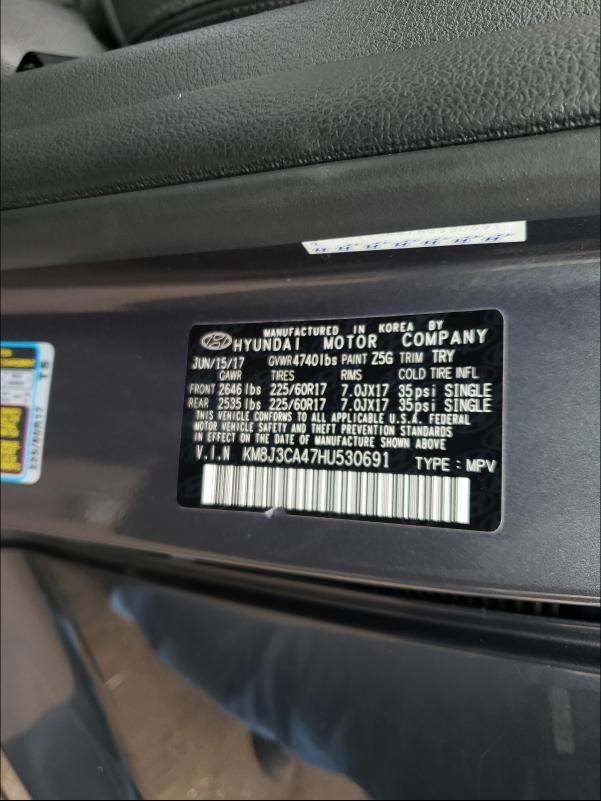 MANUFACTURED IN KOREA BY
HYUNDAI MOTOR COMPANY
JUN/15/17 GVWR4740lbs PAINT Z5G TRIM TRY
GAWR TIRES RIMS COLD TIRE INFL
FRONT 2646lbs 225/60R17 7.0JX17 35psi SINGLE
REAR 2535lbs 225/60R17 7.0JX17 35psi SINGLE
THIS VEHICLE CONFORMS TO ALL APPLICABLE U.S.A. FEDERAL
MOTOR VEHICLE SAFETY AND THEFT PREVENTION STANDARDS
IN EFFECT ON THE DATE OF MANUFACTURE SHOWN ABOVE
V.I.N KM8J3CA47HU530691 TYPE : MPV
225/60R17